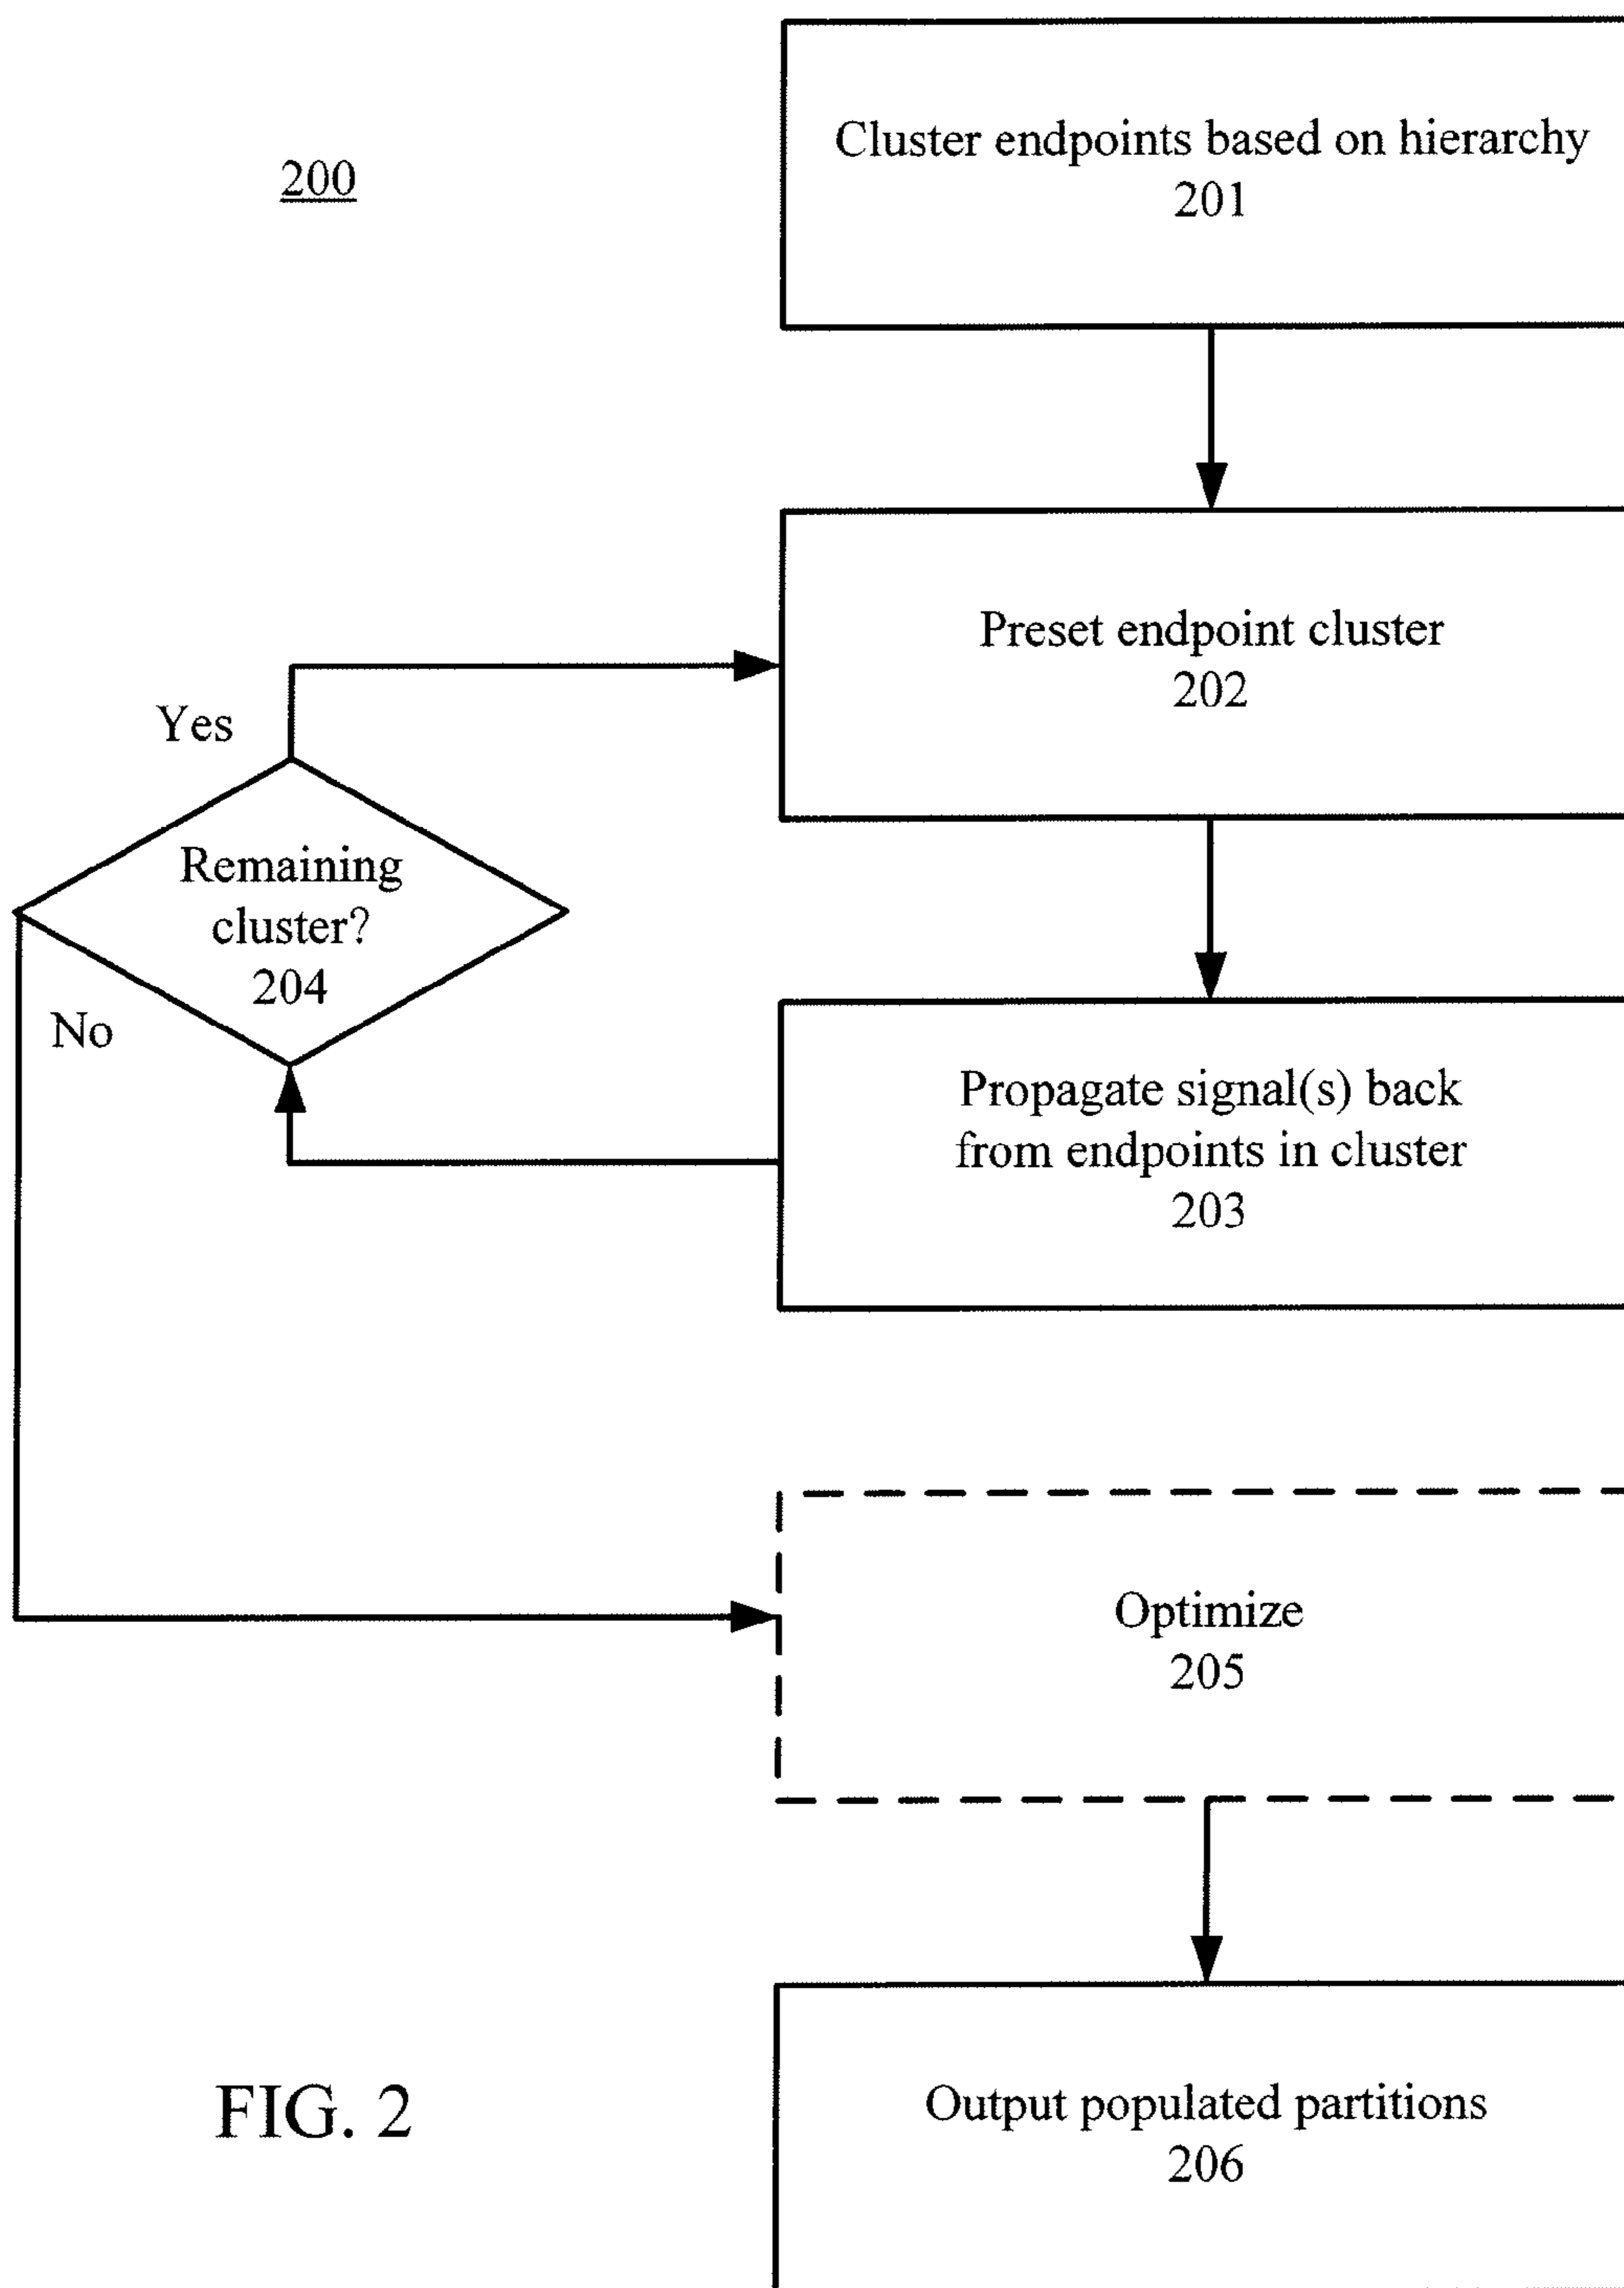 200
Cluster endpoints based on hierarchy
201
Preset endpoint cluster
202
Yes
Remaining
cluster?
204
No
Propagate signal(s) back
from endpoints in cluster
203
Optimize
205
Output populated partitions
206
FIG. 2